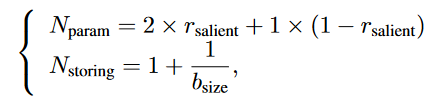 N_param = 2 × r_salient + 1 × (1 − r_salient)
N_storing = 1 + 1/b_size,